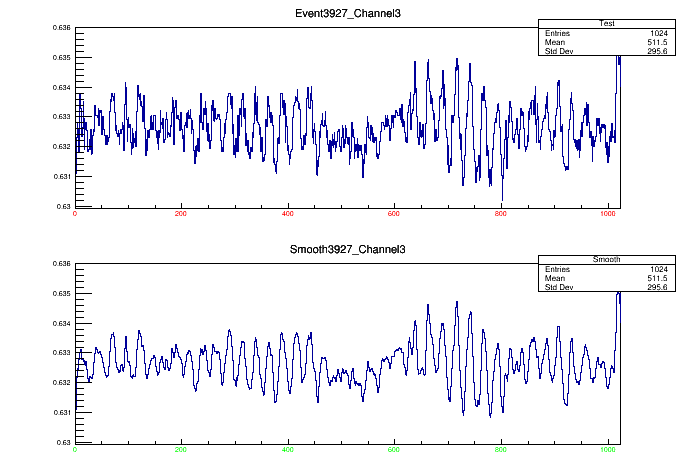 Event3927_Channel3
Test
Entries 1024
Mean 511.5
Std Dev 295.6
0.636
0.635
0.634
0.633
0.632
0.631
0.63
0 200 400 600 800 1000
Smooth3927_Channel3
Smooth
Entries 1024
Mean 511.5
Std Dev 295.6
0.636
0.635
0.634
0.633
0.632
0.631
0.63
0 200 400 600 800 1000